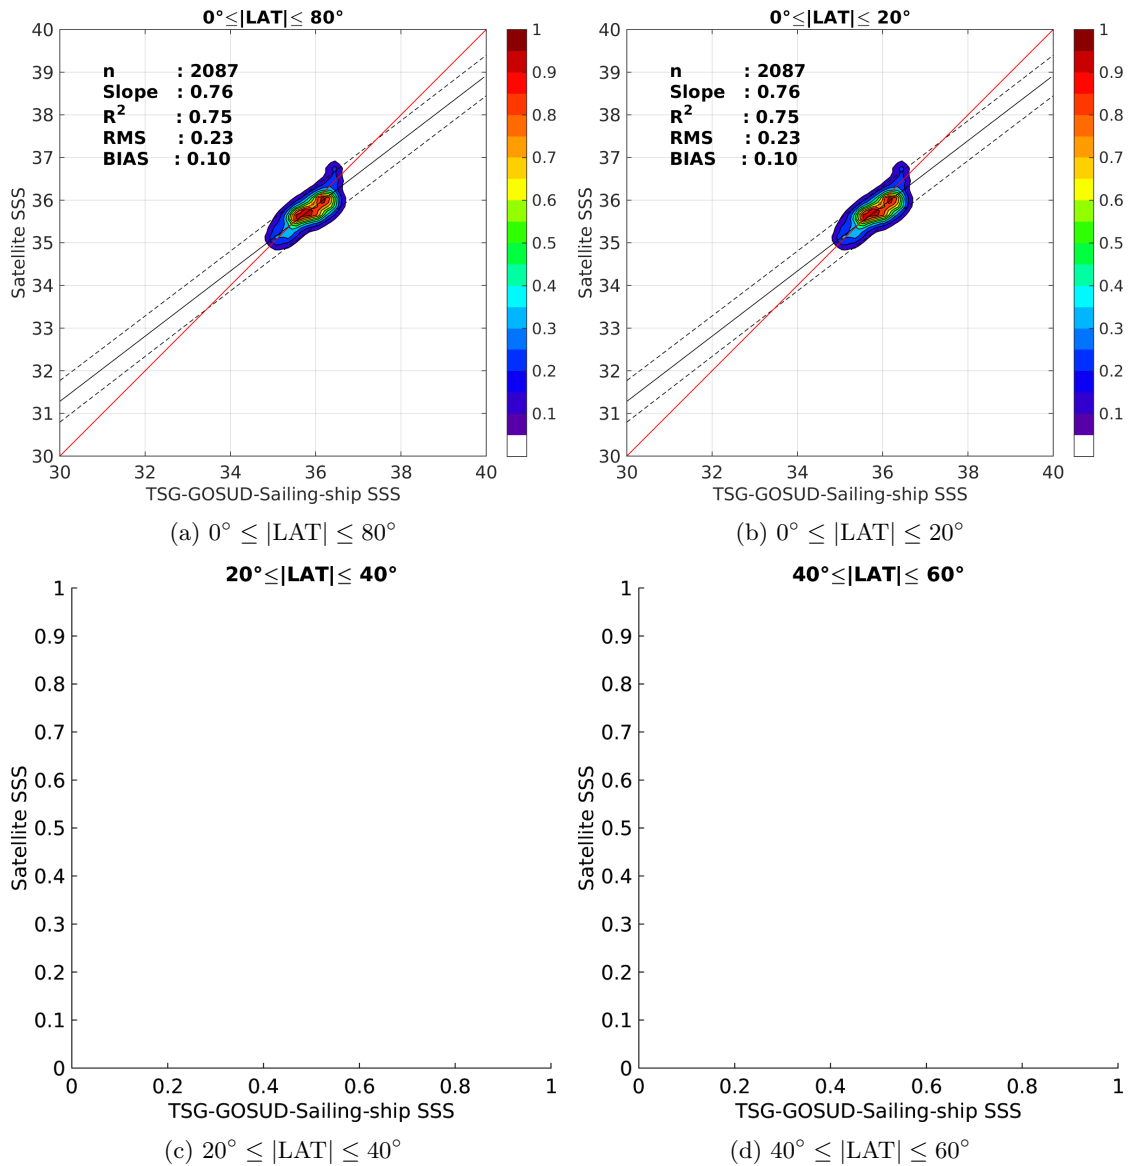 0°≤|LAT|≤ 80°
40
39
38
37
36
35
34
33
32
31
30
Satellite SSS
n : 2087
Slope : 0.76
R² : 0.75
RMS : 0.23
BIAS : 0.10
30 32 34 36 38 40
TSG-GOSUD-Sailing-ship SSS
1
0.9
0.8
0.7
0.6
0.5
0.4
0.3
0.2
0.1
(a) 0° ≤ |LAT| ≤ 80°
0°≤|LAT|≤ 20°
40
39
38
37
36
35
34
33
32
31
30
Satellite SSS
n : 2087
Slope : 0.76
R² : 0.75
RMS : 0.23
BIAS : 0.10
30 32 34 36 38 40
TSG-GOSUD-Sailing-ship SSS
1
0.9
0.8
0.7
0.6
0.5
0.4
0.3
0.2
0.1
(b) 0° ≤ |LAT| ≤ 20°
20°≤|LAT|≤ 40°
1
0.9
0.8
0.7
0.6
0.5
0.4
0.3
0.2
0.1
0
Satellite SSS
0 0.2 0.4 0.6 0.8 1
TSG-GOSUD-Sailing-ship SSS
(c) 20° ≤ |LAT| ≤ 40°
40°≤|LAT|≤ 60°
1
0.9
0.8
0.7
0.6
0.5
0.4
0.3
0.2
0.1
0
Satellite SSS
0 0.2 0.4 0.6 0.8 1
TSG-GOSUD-Sailing-ship SSS
(d) 40° ≤ |LAT| ≤ 60°